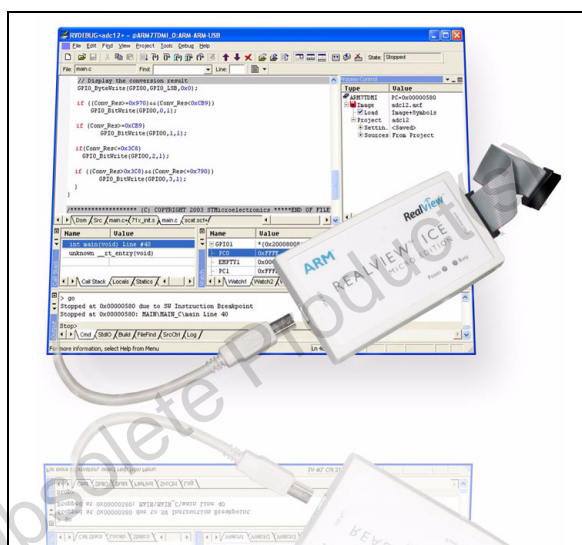 RVDEBUG<adc12> - @ARM7TDMI_0:ARM-ARM-USB
File Edit Find View Project Tools Debug Help
State: Stopped
File: main.c Find: Line:
// Display the conversion result
GPIO_ByteWrite(GPIO0,GPIO_LSB,0x0);
if ((Conv_Res>=0x970)&&(Conv_Res<0xCB9))
GPIO_BitWrite(GPIO0,0,1);
if (Conv_Res>=0xCB9)
GPIO_BitWrite(GPIO0,1,1);
if(Conv_Res<=0x3C0)
GPIO_BitWrite(GPIO0,2,1);
if ((Conv_Res>0x3C0)&&(Conv_Res<0x790))
GPIO_BitWrite(GPIO0,3,1);
}
}
/******************* (C) COPYRIGHT 2003 STMicroelectronics *****END OF FILE
Dsm Src main.c+ 71x_init.s main.c scat.scf+
Process Control
Type Value
ARM7TDMI PC=0x00000580
Image adc12.axf
Load Image+Symbols
Project adc12
Settin.. <Saved>
Sources From Project
Name Value
int main(void) Line #40
unknown __rt_entry(void)
Call Stack Locals Statics
Name Value
GPIO1
PC0
EMPTY1
PC1
Watch1 Watch2
> go
Stopped at 0x00000580 due to SW Instruction Breakpoint
Stopped at 0x00000580: MAIN\MAIN_C\main Line 40
Stop>
Cmd StdIO Build FileFind SrcCtrl Log
For more information, select Help from Menu
RealView
ARM
REALVIEW ICE
MICRO EDITION
Power Busy
Obsolete Product(s)